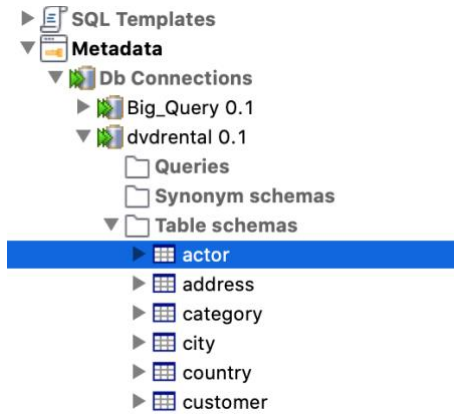 SQL Templates
Metadata
Db Connections
Big_Query 0.1
dvdrental 0.1
Queries
Synonym schemas
Table schemas
actor
address
category
city
country
customer